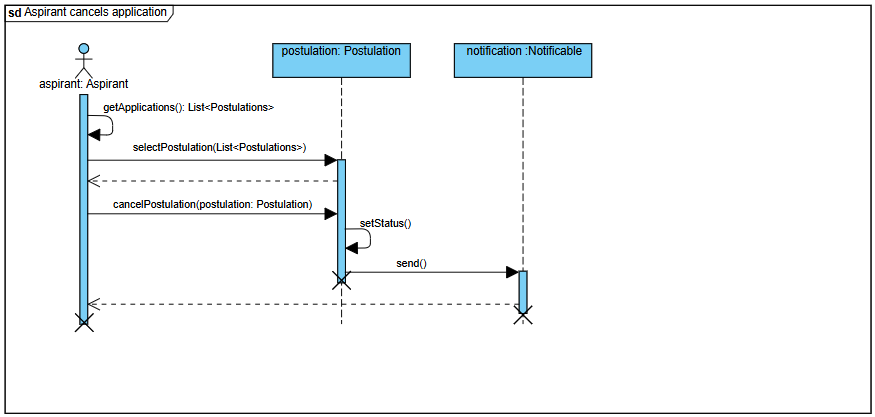 sd Aspirant cancels application
postulation: Postulation
notification :Notificable
aspirant: Aspirant
getApplications(): List<Postulations>
selectPostulation(List<Postulations>)
cancelPostulation(postulation: Postulation)
setStatus()
send()